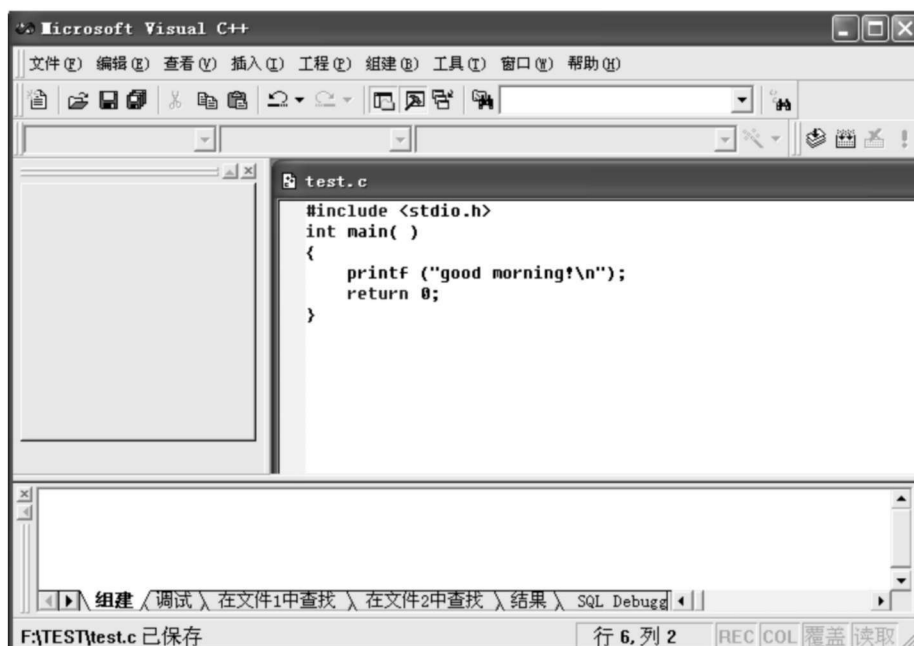 Microsoft Visual C++
文件(F) 编辑(E) 查看(V) 插入(I) 工程(P) 组建(B) 工具(T) 窗口(W) 帮助(H)
test.c
#include <stdio.h>
int main( )
{
    printf ("good morning!\n");
    return 0;
}
组建 调试 在文件1中查找 在文件2中查找 结果 SQL Debugg
F:\TEST\test.c 已保存 行 6,列 2 REC COL 覆盖 读取